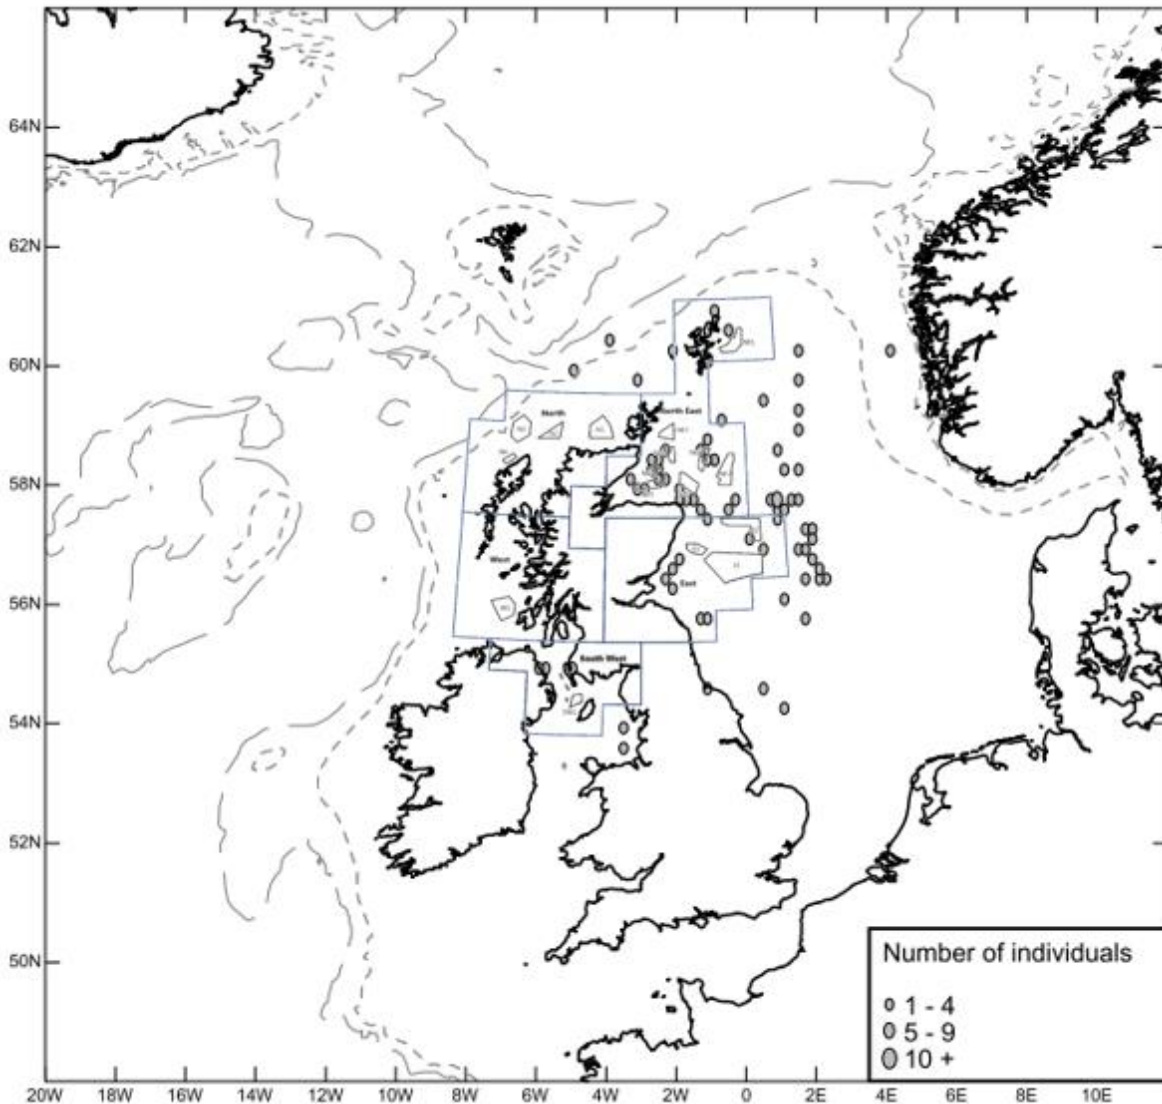 64N
62N
60N
58N
56N
54N
52N
50N
North
North East
West
East
South West
Number of individuals
1 - 4
5 - 9
10 +
20W 18W 16W 14W 12W 10W 8W 6W 4W 2W 0 2E 4E 6E 8E 10E